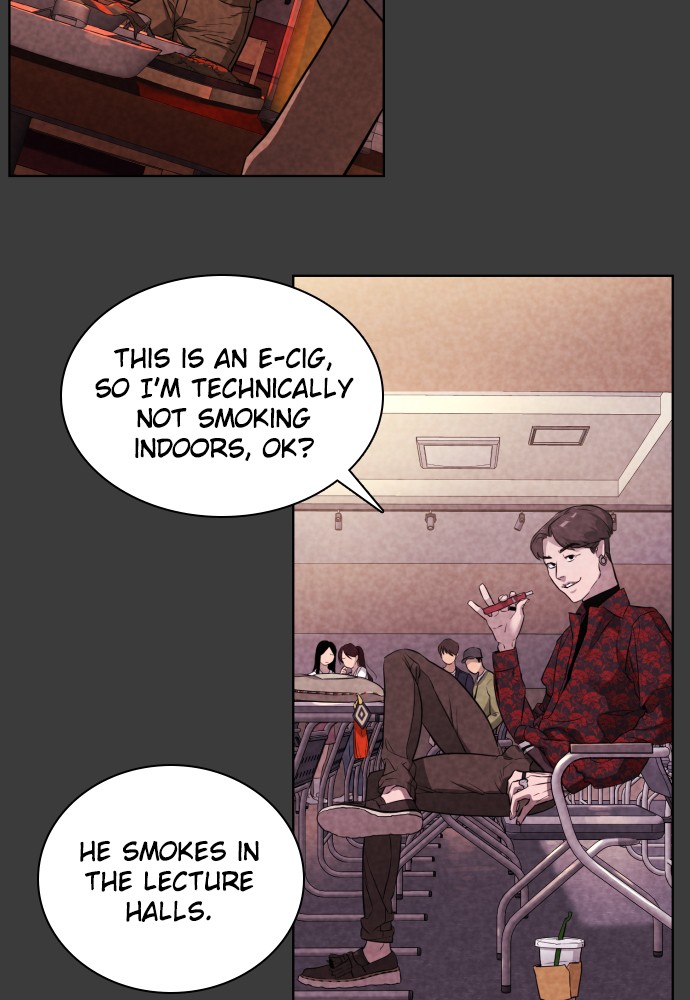 THIS IS AN E-CIG,
SO I'M TECHNICALLY
NOT SMOKING
INDOORS, OK?
HE SMOKES IN
THE LECTURE
HALLS.